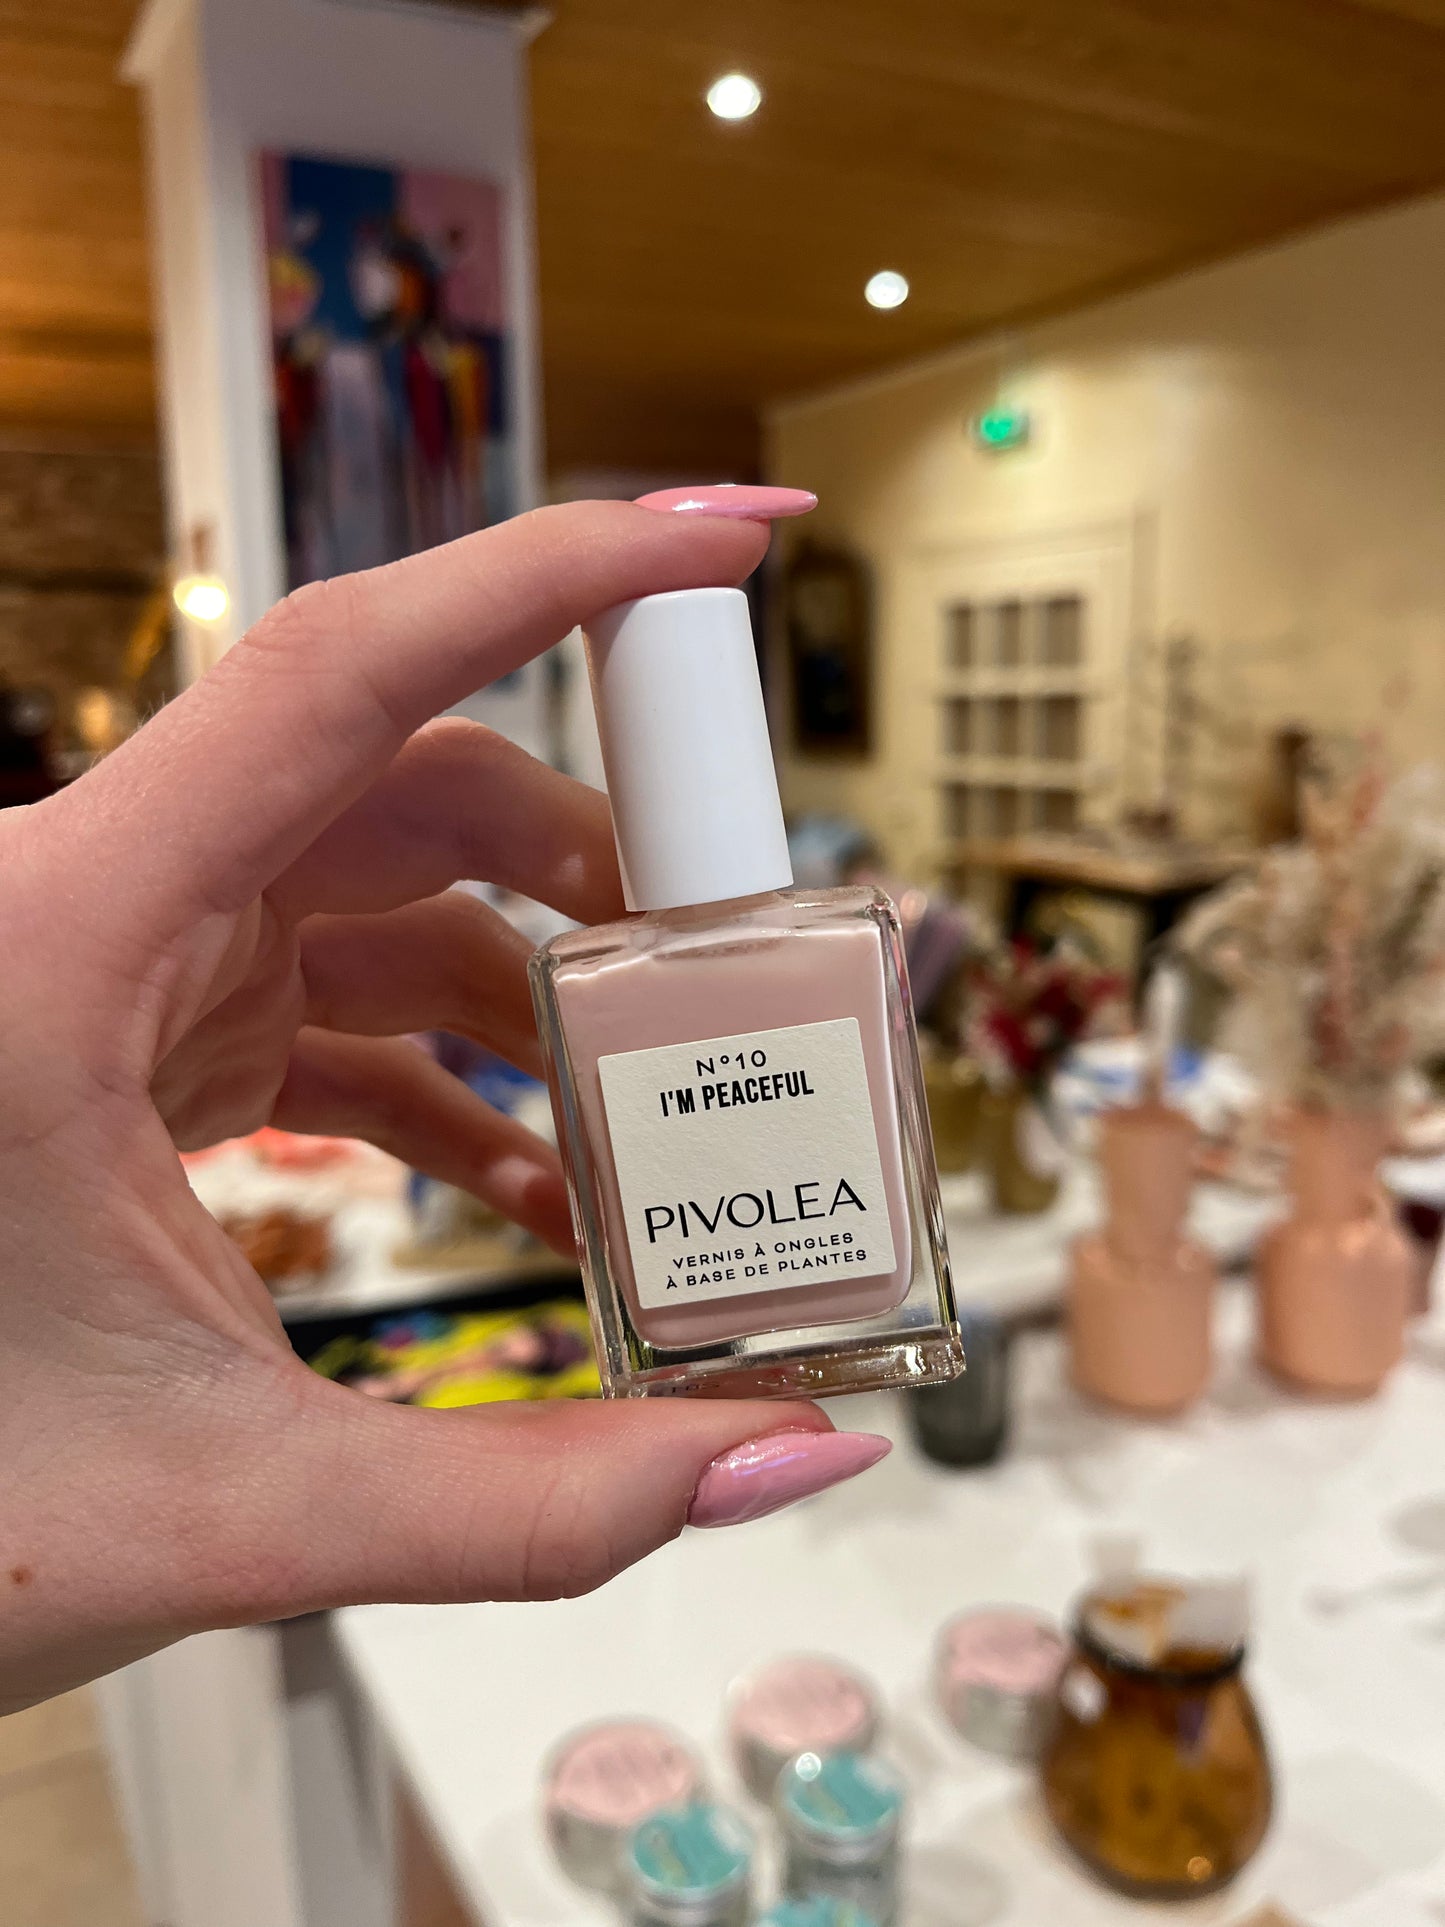 N°10
I'M PEACEFUL
PIVOLEA
VERNIS À ONGLES
À BASE DE PLANTES